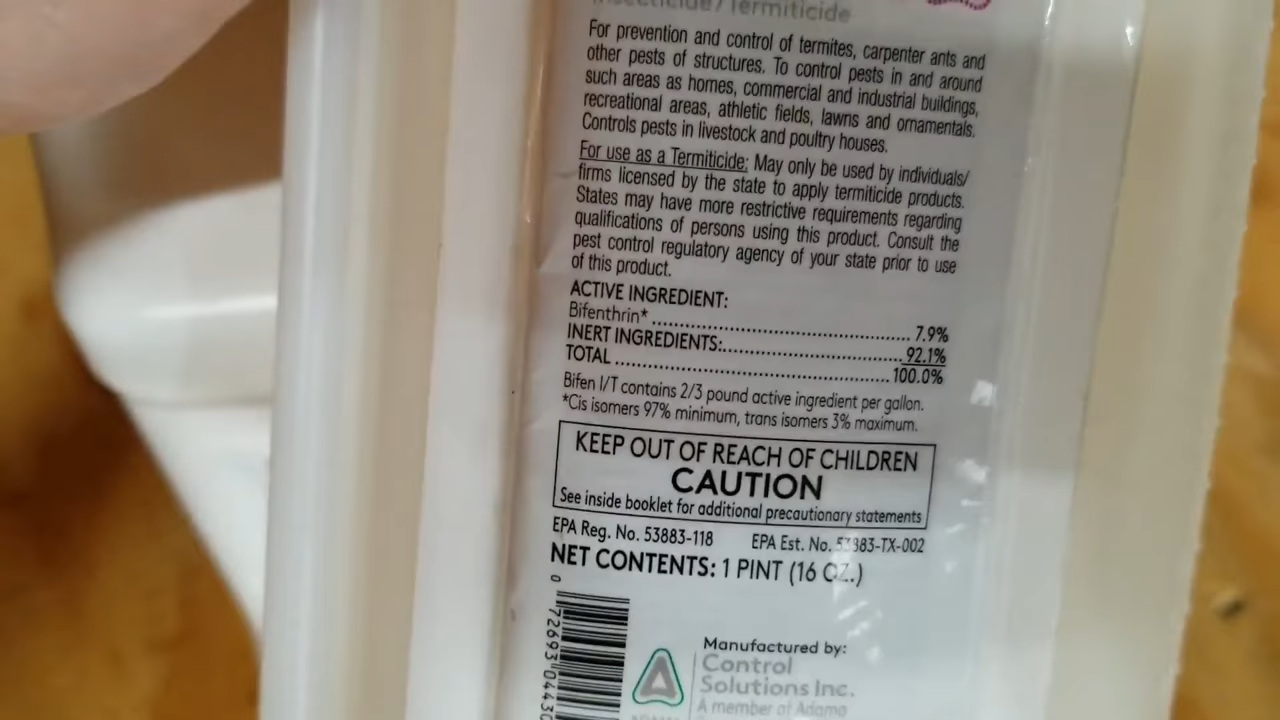 Insecticide/Termiticide
For prevention and control of termites, carpenter ants and
other pests of structures. To control pests in and around
such areas as homes, commercial and industrial buildings,
recreational areas, athletic fields, lawns and ornamentals.
Controls pests in livestock and poultry houses.
For use as a Termiticide: May only be used by individuals/
firms licensed by the state to apply termiticide products.
States may have more restrictive requirements regarding
qualifications of persons using this product. Consult the
pest control regulatory agency of your state prior to use
of this product.
ACTIVE INGREDIENT:
Bifenthrin* 7.9%
INERT INGREDIENTS: 92.1%
TOTAL 100.0%
Bifen I/T contains 2/3 pound active ingredient per gallon.
*Cis isomers 97% minimum, trans isomers 3% maximum.
KEEP OUT OF REACH OF CHILDREN
CAUTION
See inside booklet for additional precautionary statements
EPA Reg. No. 53883-118 EPA Est. No. 53883-TX-002
NET CONTENTS: 1 PINT (16 OZ.)
0 72693 0443
Manufactured by:
Control
Solutions Inc.
A member of Adama